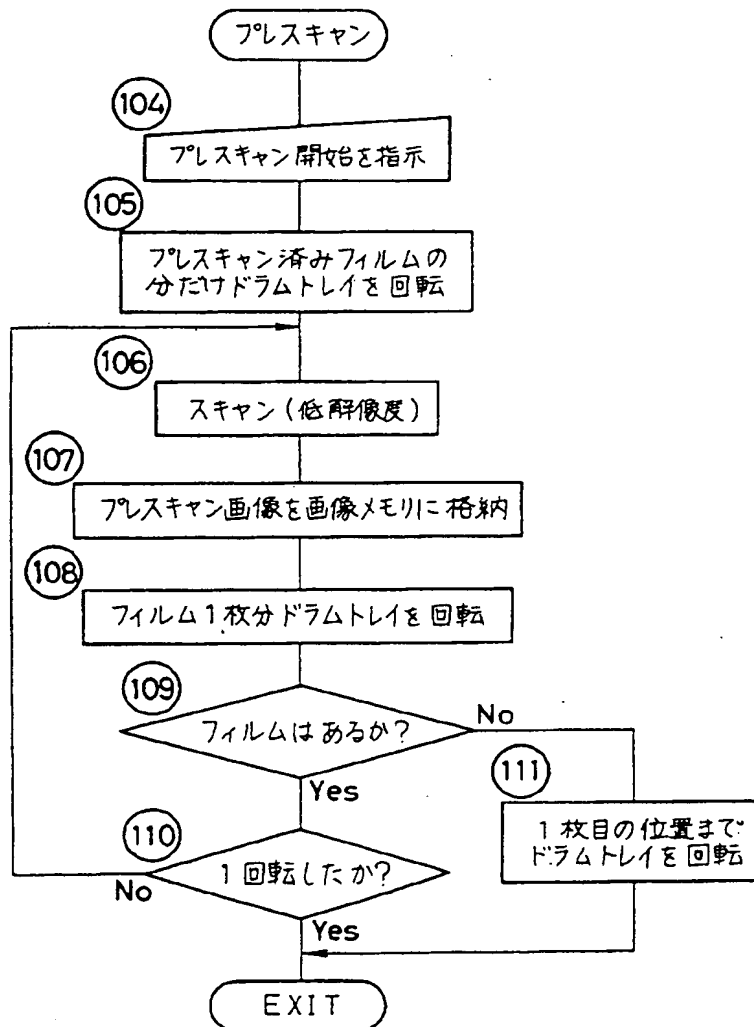 プレスキャン
104
プレスキャン開始を指示
105
プレスキャン済みフィルムの
分だけドラムトレイを回転
106
スキャン(低解像度)
107
プレスキャン画像を画像メモリに格納
108
フィルム1枚分ドラムトレイを回転
109
フィルムはあるか?
No
Yes
111
1枚目の位置まで
ドラムトレイを回転
110
1回転したか?
No
Yes
EXIT